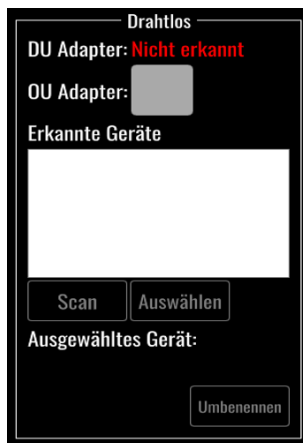 Drahtlos
DU Adapter: Nicht erkannt
OU Adapter:
Erkannte Geräte
Scan Auswählen
Ausgewähltes Gerät:
Umbenennen